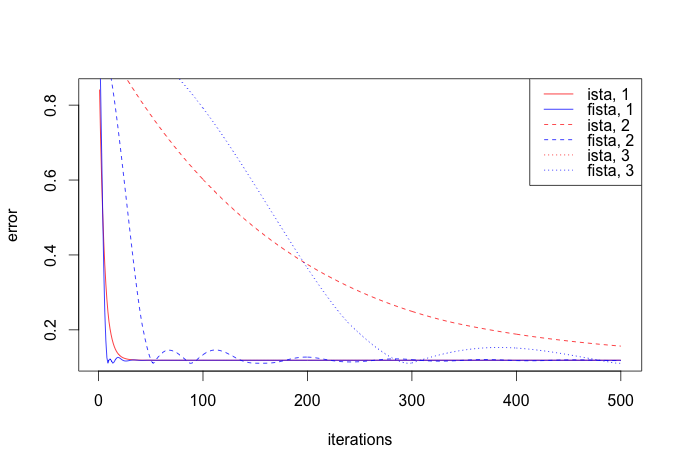 ista, 1
fista, 1
ista, 2
fista, 2
ista, 3
fista, 3
error
0.8
0.6
0.4
0.2
0 100 200 300 400 500
iterations